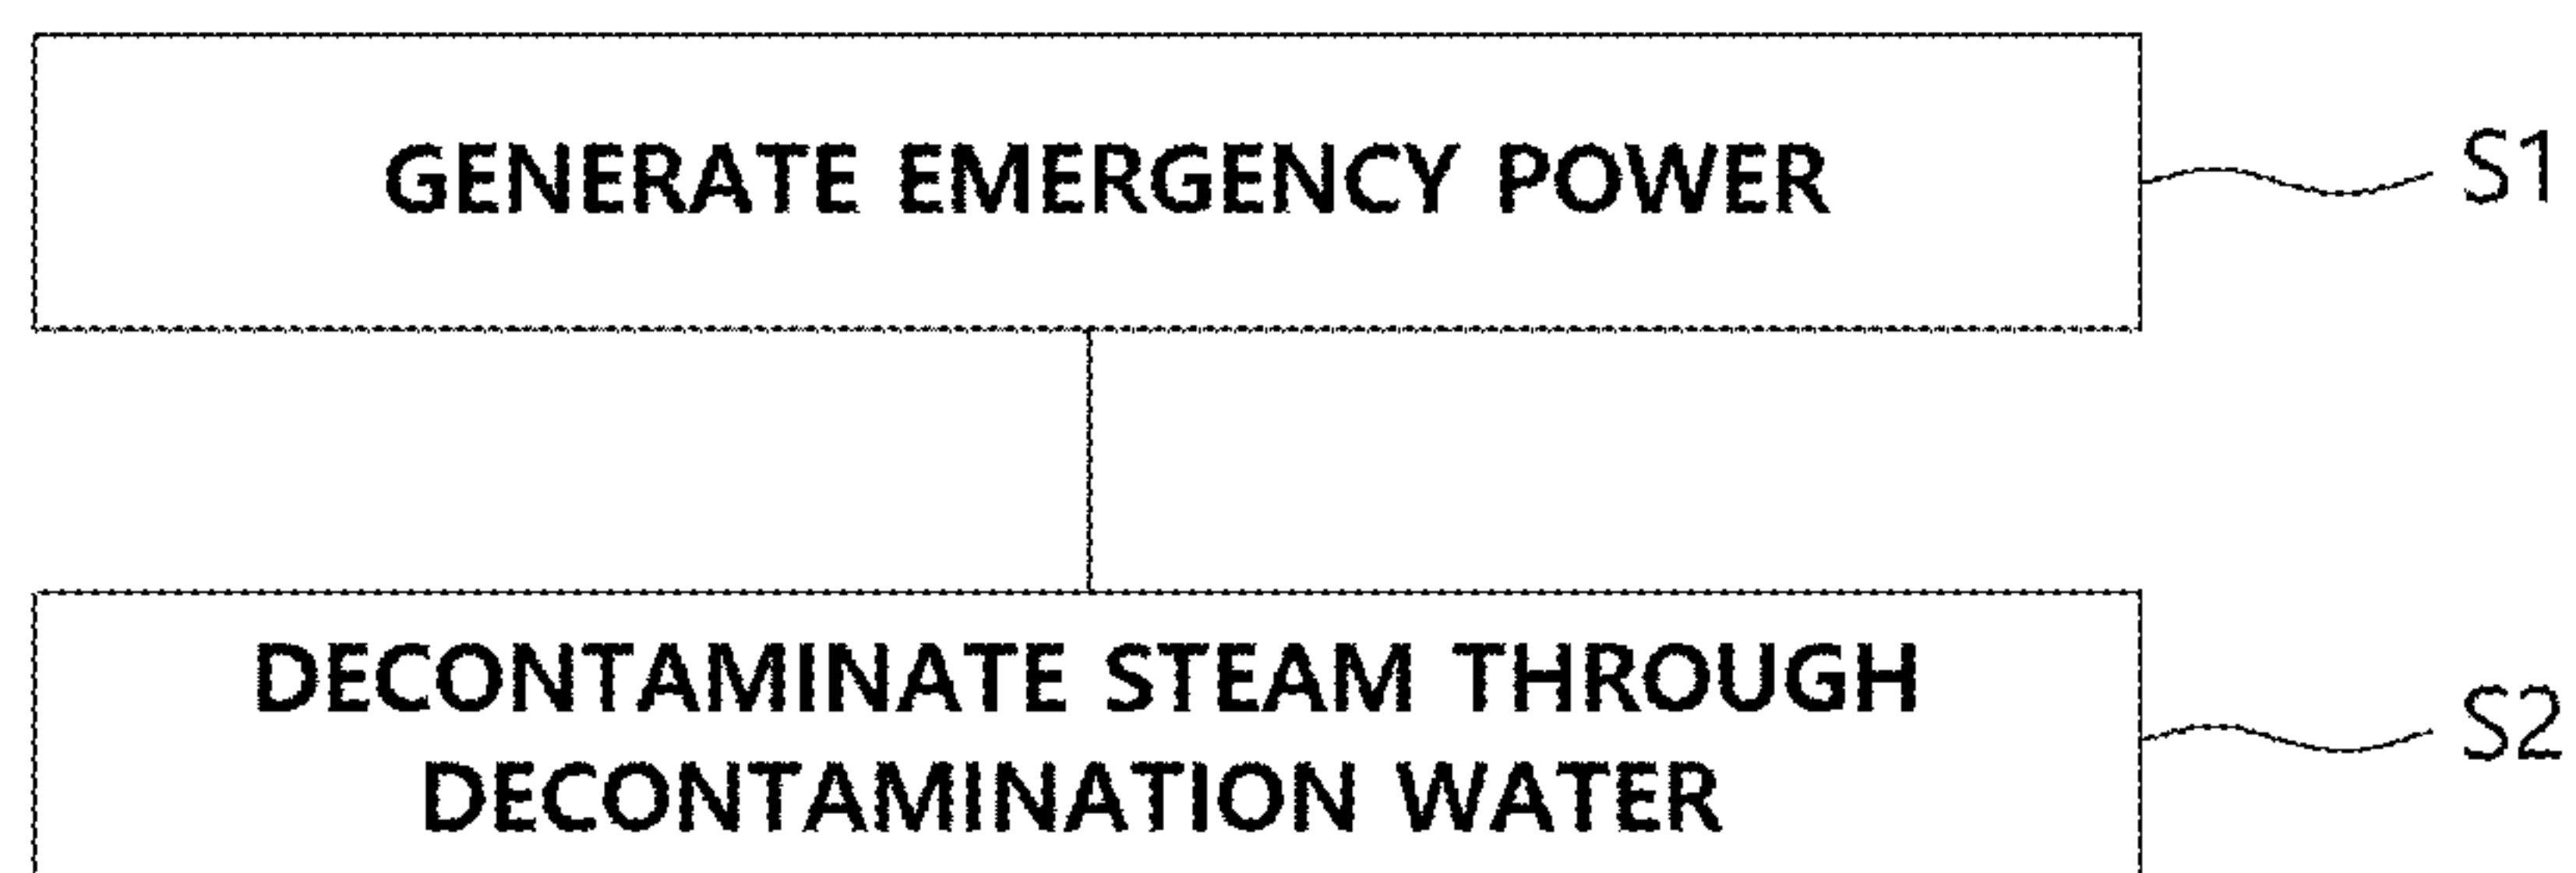 GENERATE EMERGENCY POWER
S1
DECONTAMINATE STEAM THROUGH
DECONTAMINATION WATER
S2